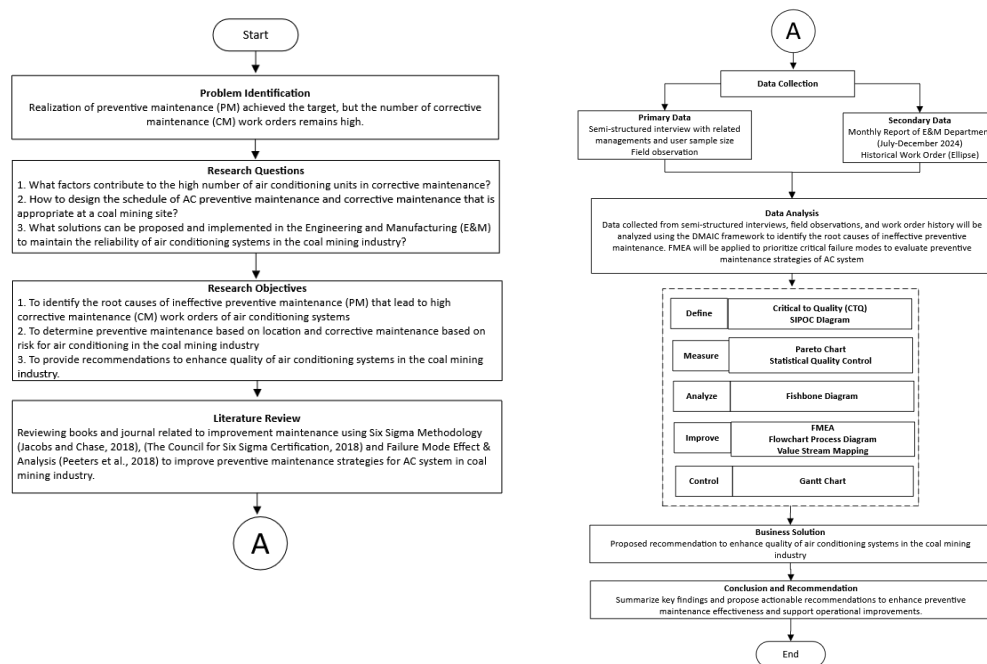 Start
Problem Identification
Realization of preventive maintenance (PM) achieved the target, but the number of corrective
maintenance (CM) work orders remains high.
Research Questions
1. What factors contribute to the high number of air conditioning units in corrective maintenance?
2. How to design the schedule of AC preventive maintenance and corrective maintenance that is
appropriate at a coal mining site?
3. What solutions can be proposed and implemented in the Engineering and Manufacturing (E&M)
to maintain the reliability of air conditioning systems in the coal mining industry?
Research Objectives
1. To identify the root causes of ineffective preventive maintenance (PM) that lead to high
corrective maintenance (CM) work orders of air conditioning systems
2. To determine preventive maintenance based on location and corrective maintenance based on
risk for air conditioning in the coal mining industry
3. To provide recommendations to enhance quality of air conditioning systems in the coal mining
industry.
Literature Review
Reviewing books and journal related to improvement maintenance using Six Sigma Methodology
(Jacobs and Chase, 2018), (The Council for Six Sigma Certification, 2018) and Failure Mode Effect &
Analysis (Peeters et al., 2018) to improve preventive maintenance strategies for AC system in coal
mining industry.
A
A
Data Collection
Primary Data
Semi-structured interview with related
managements and user sample size
Field observation
Secondary Data
Monthly Report of E&M Department
(July-December 2024)
Historical Work Order (Ellipse)
Data Analysis
Data collected from semi-structured interviews, field observations, and work order history will be
analyzed using the DMAIC framework to identify the root causes of ineffective preventive
maintenance. FMEA will be applied to prioritize critical failure modes to evaluate preventive
maintenance strategies of AC system
Define
Critical to Quality (CTQ)
SIPOC Diagram
Measure
Pareto Chart
Statistical Quality Control
Analyze
Fishbone Diagram
Improve
FMEA
Flowchart Process Diagram
Value Stream Mapping
Control
Gantt Chart
Business Solution
Proposed recommendation to enhance quality of air conditioning systems in the coal mining
industry
Conclusion and Recommendation
Summarize key findings and propose actionable recommendations to enhance preventive
maintenance effectiveness and support operational improvements.
End